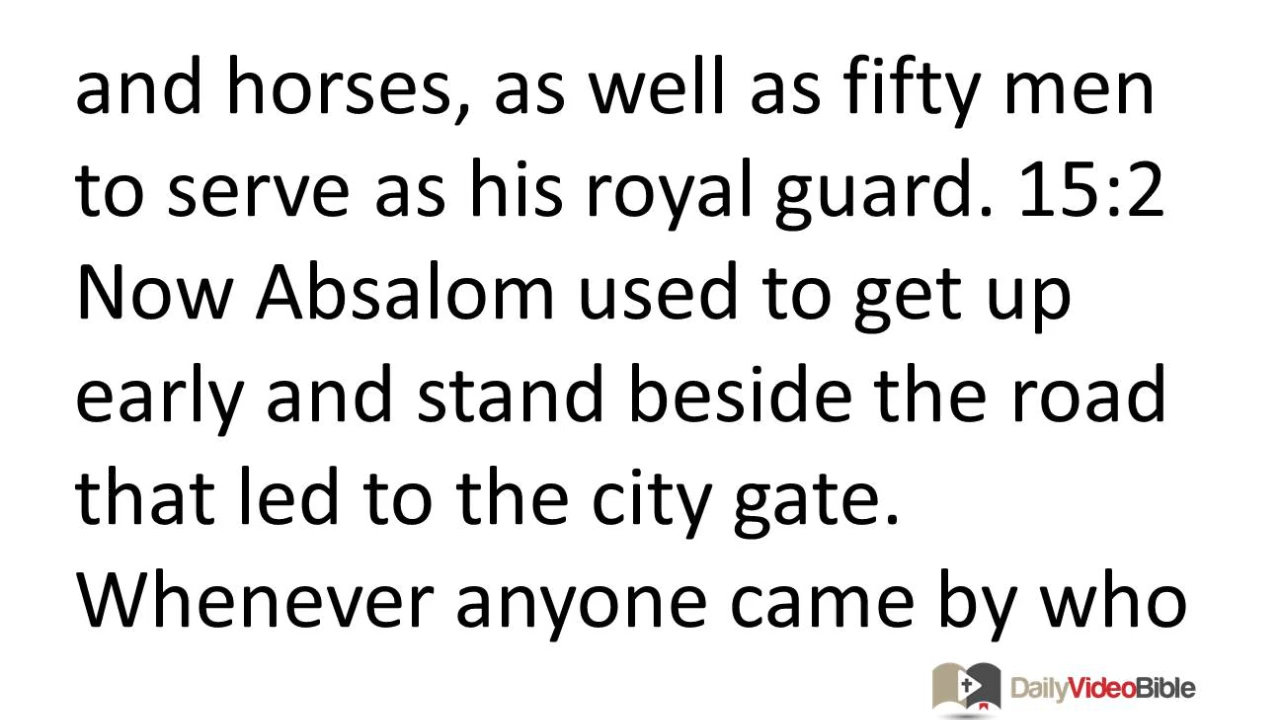 and horses, as well as fifty men
to serve as his royal guard. 15:2
Now Absalom used to get up
early and stand beside the road
that led to the city gate.
Whenever anyone came by who
DailyVideoBible